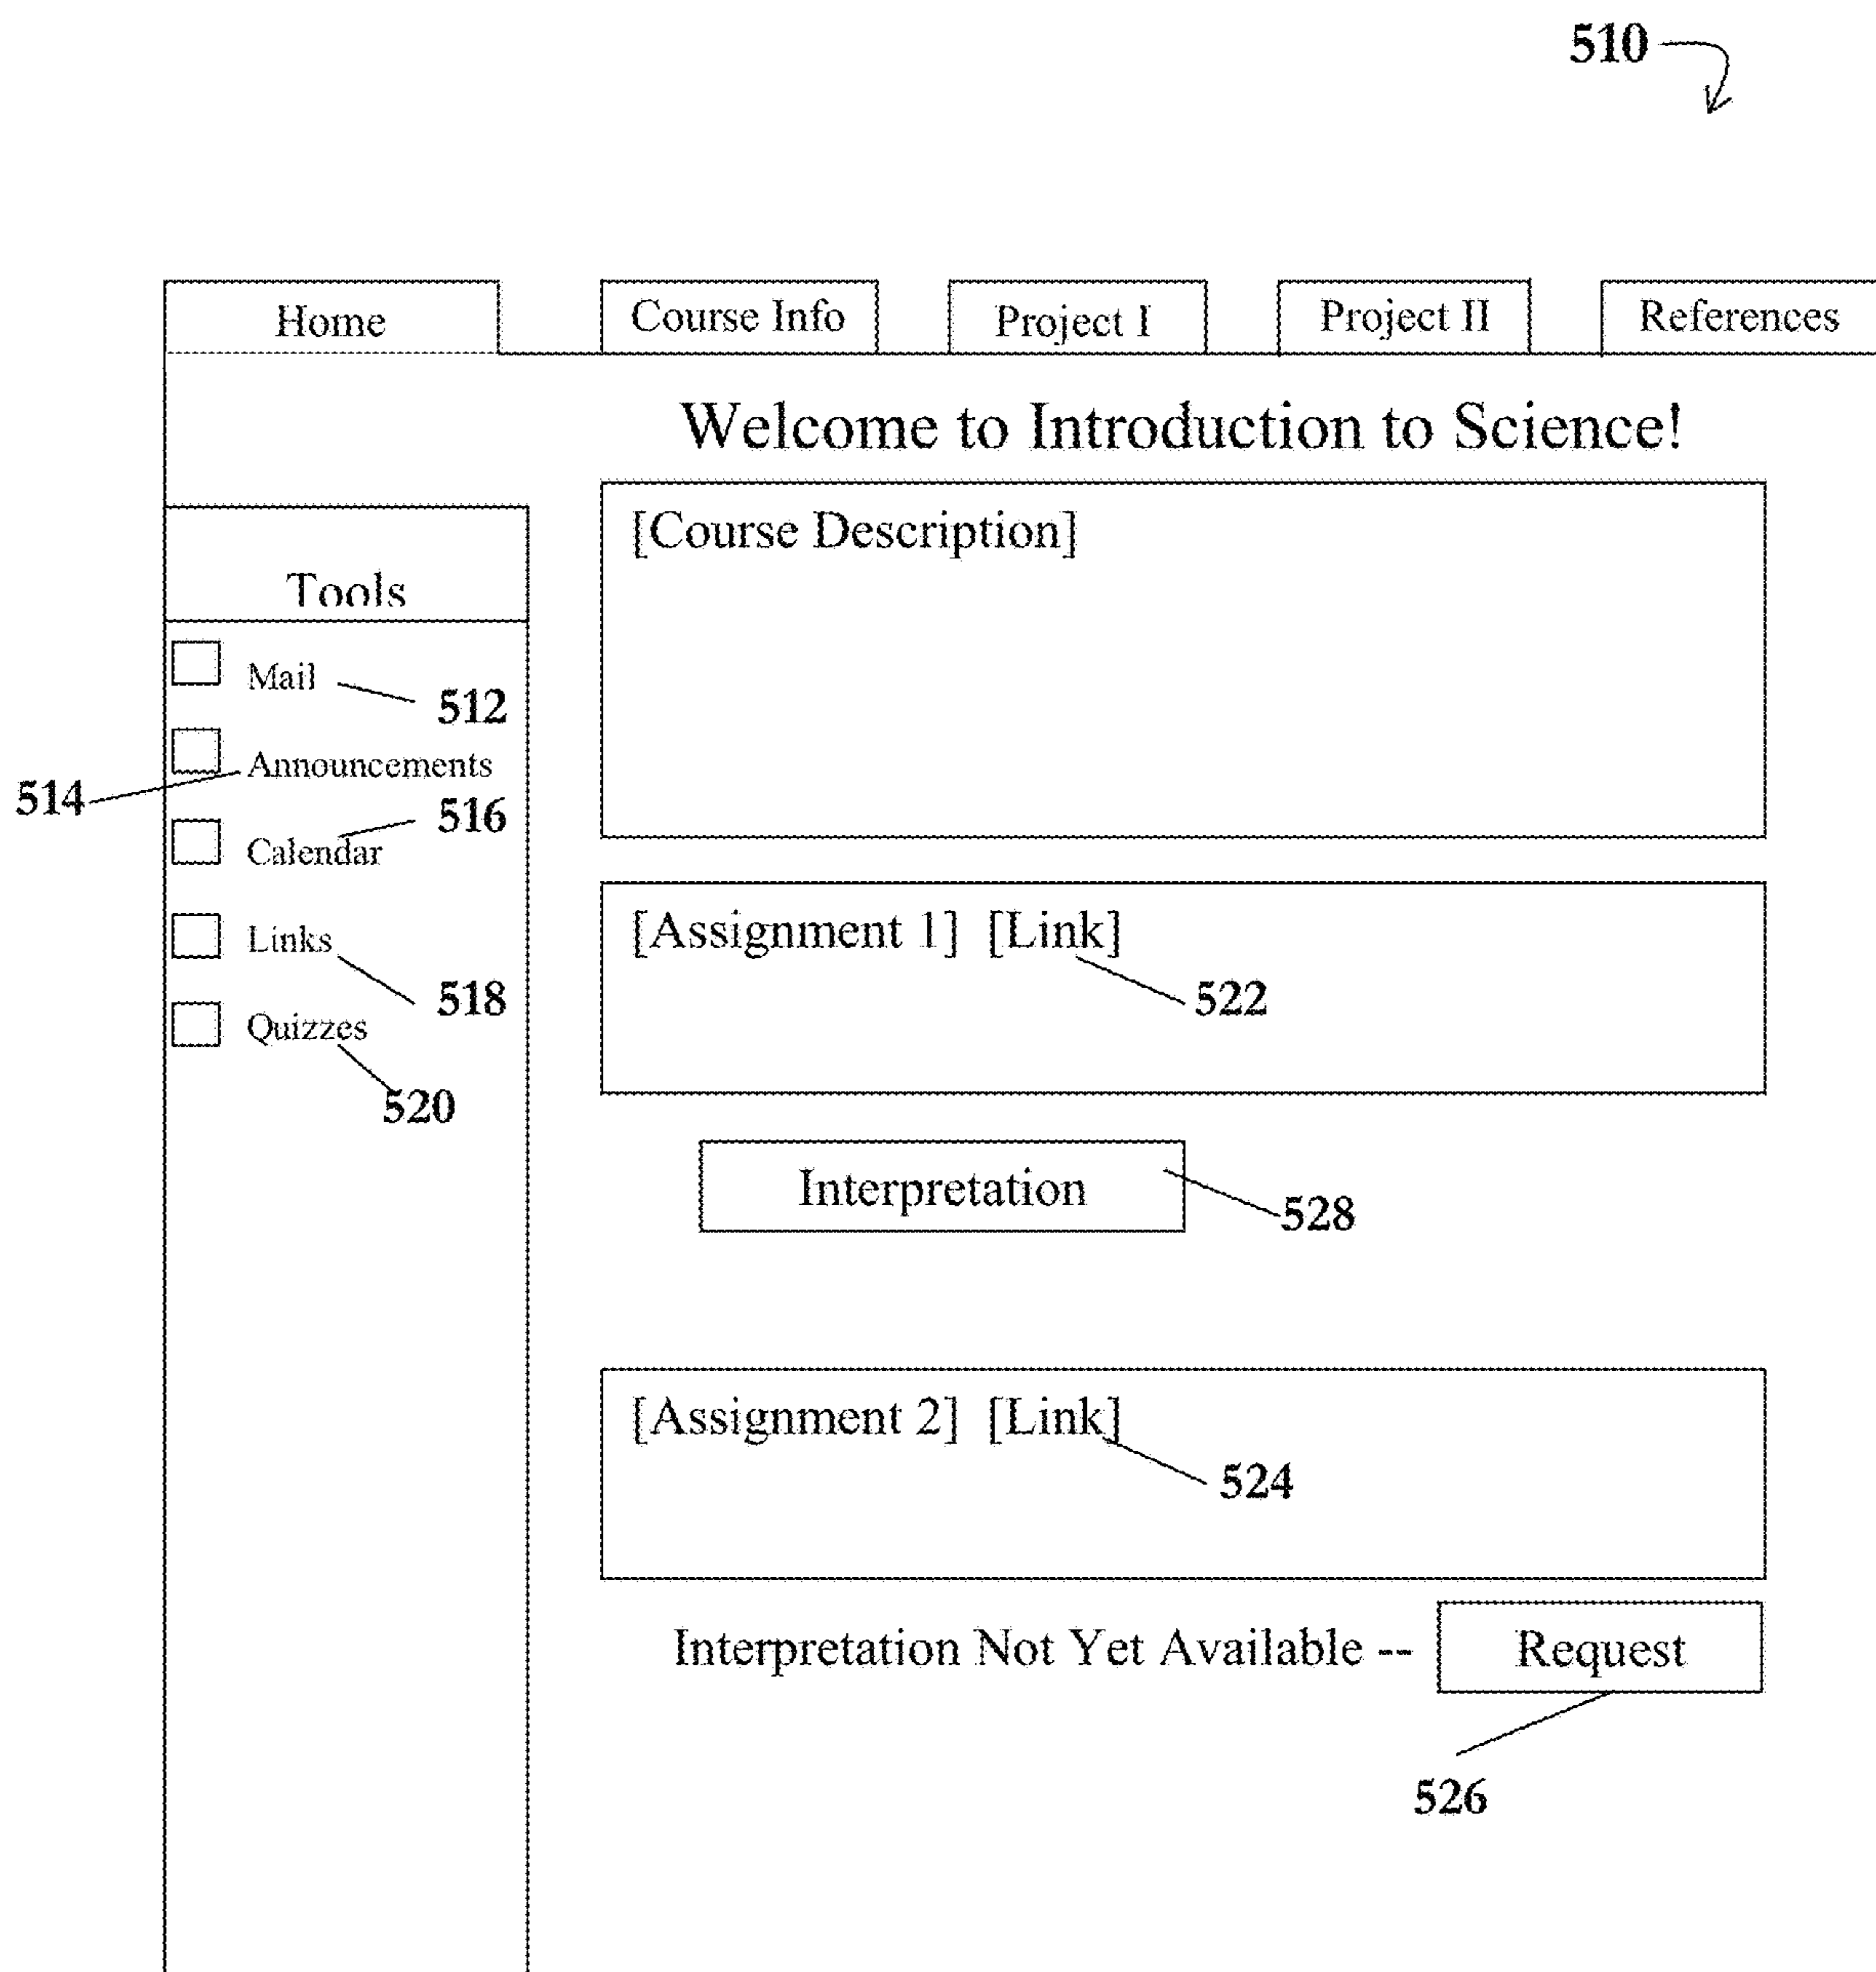 510
Home Course Info Project I Project II References
Welcome to Introduction to Science!
[Course Description]
Tools
Mail
512
Announcements
514
516
Calendar
Links
518
Quizzes
520
[Assignment 1] [Link]
522
Interpretation
528
[Assignment 2] [Link]
524
Interpretation Not Yet Available -- Request
526